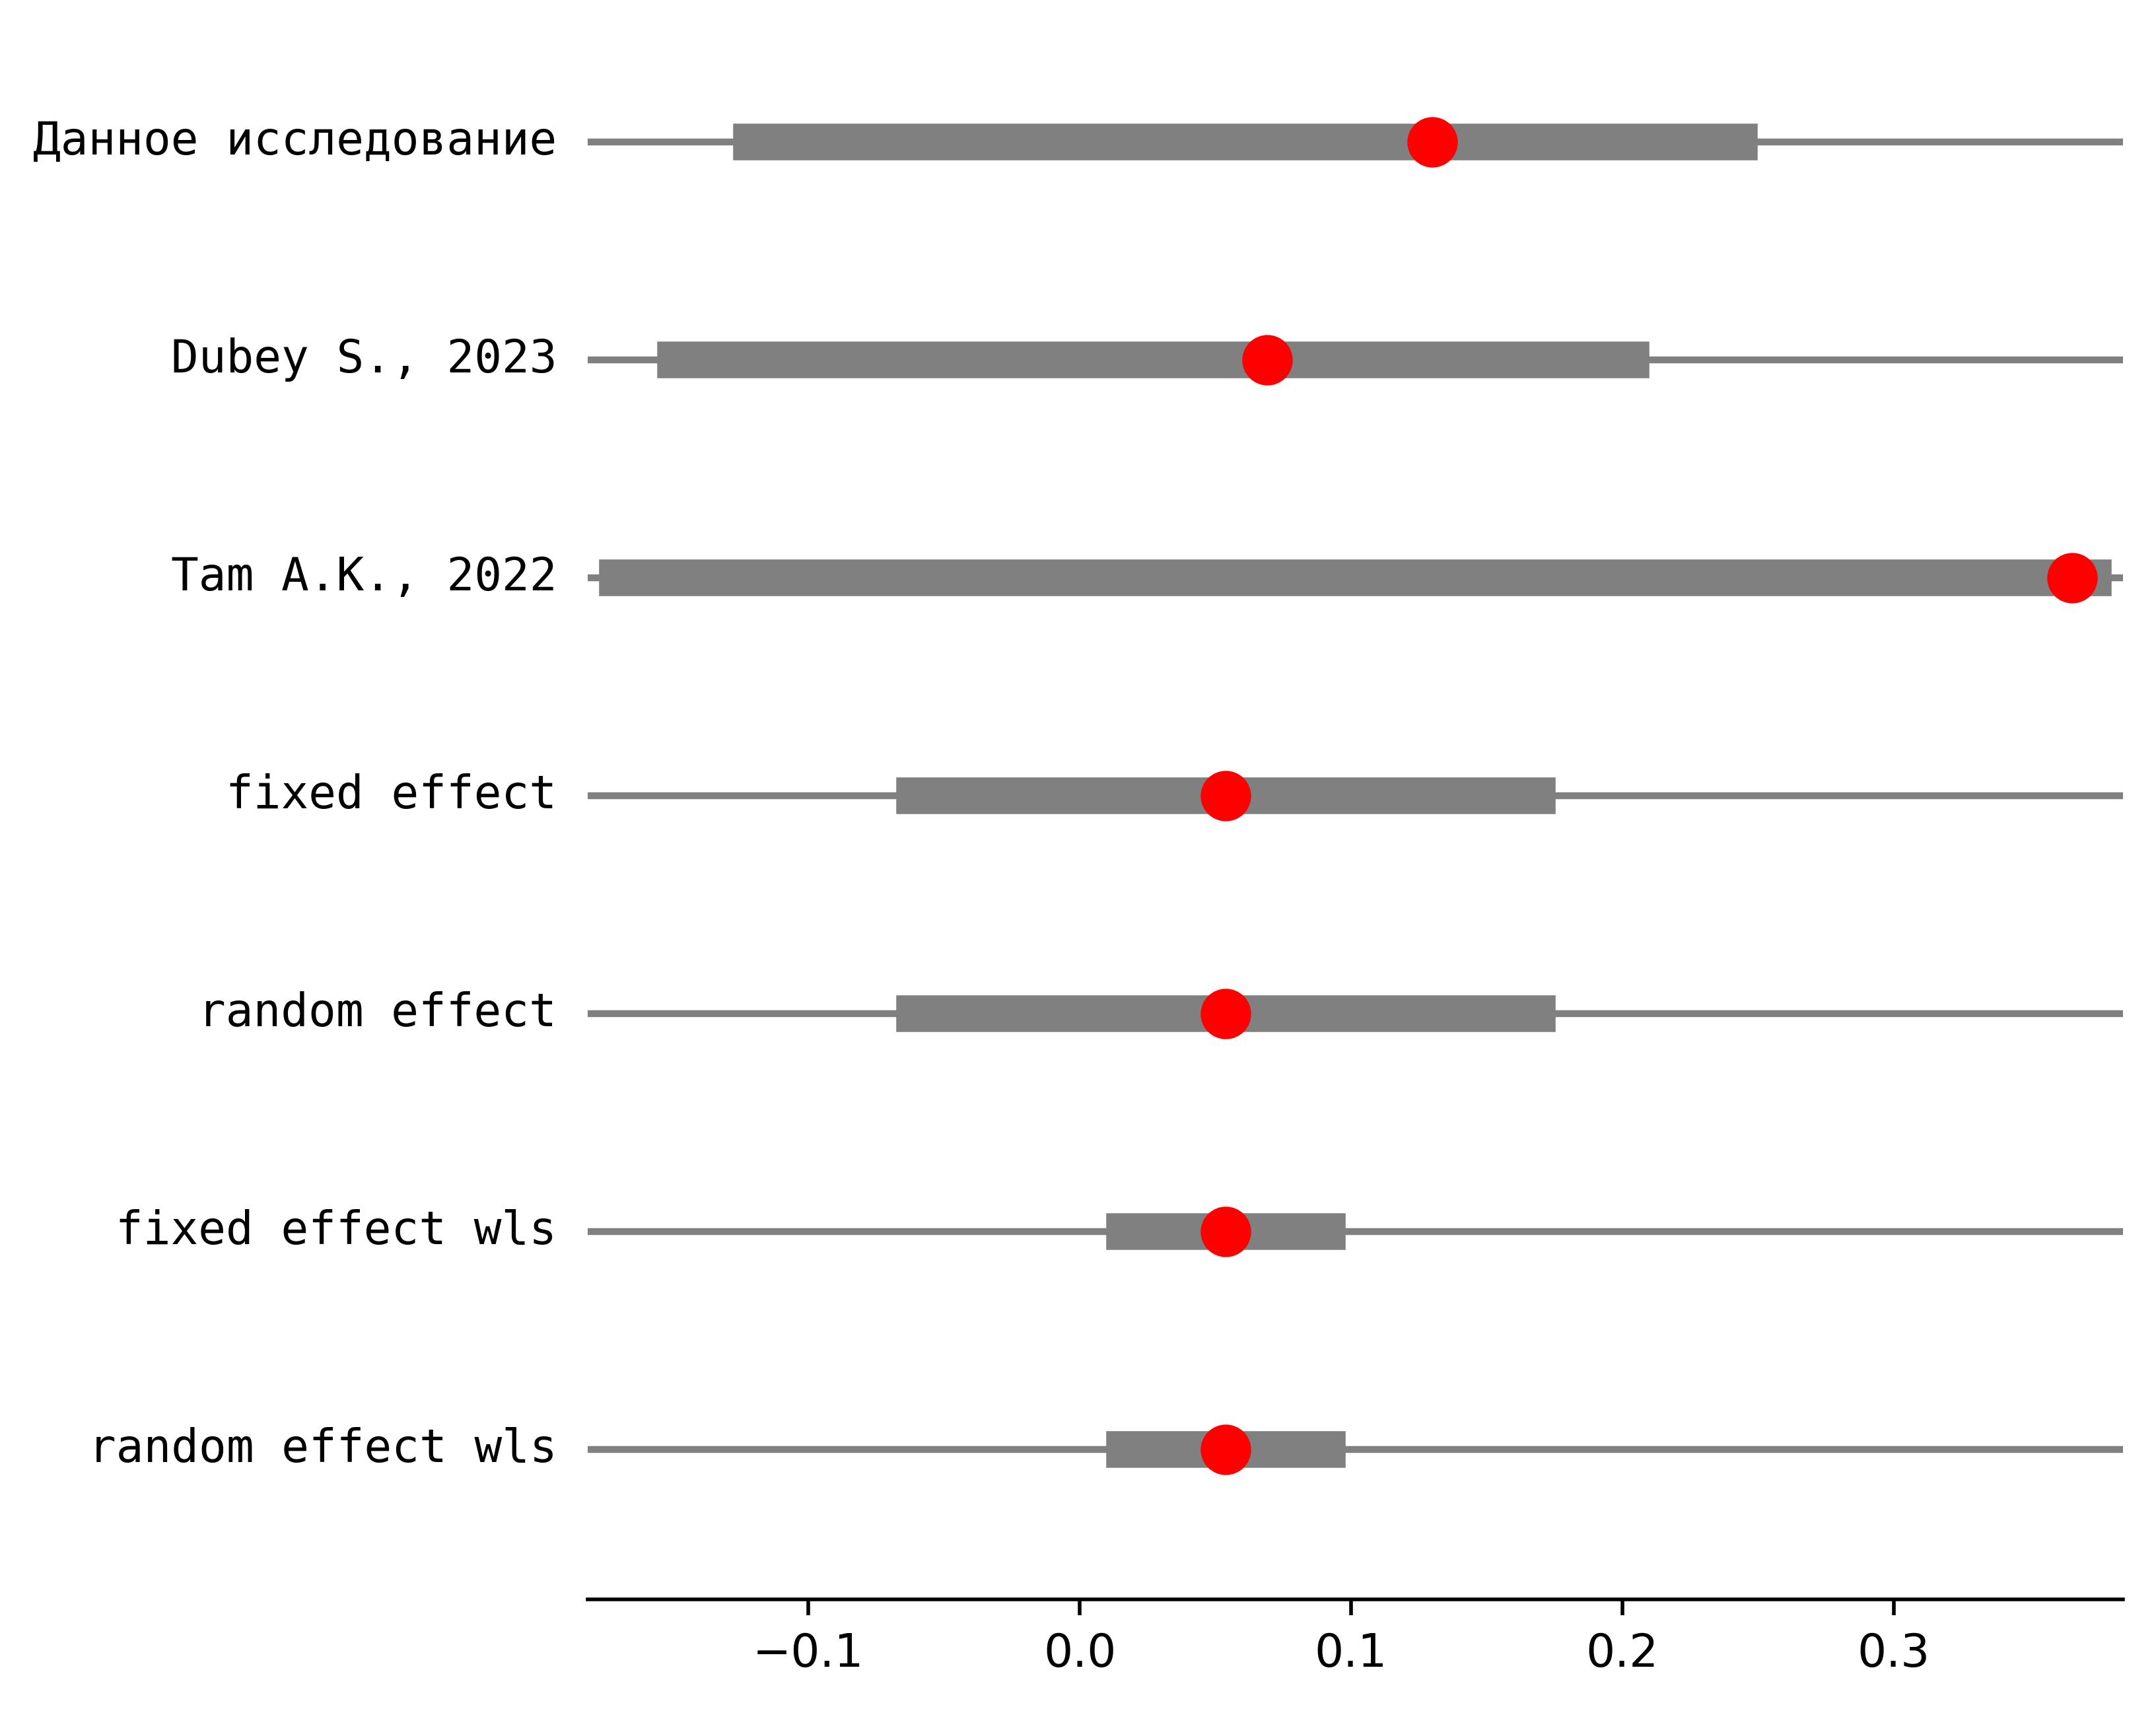 Данное исследование
Dubey S., 2023
Tam A.K., 2022
fixed effect
random effect
fixed effect wls
random effect wls
−0.1 0.0 0.1 0.2 0.3